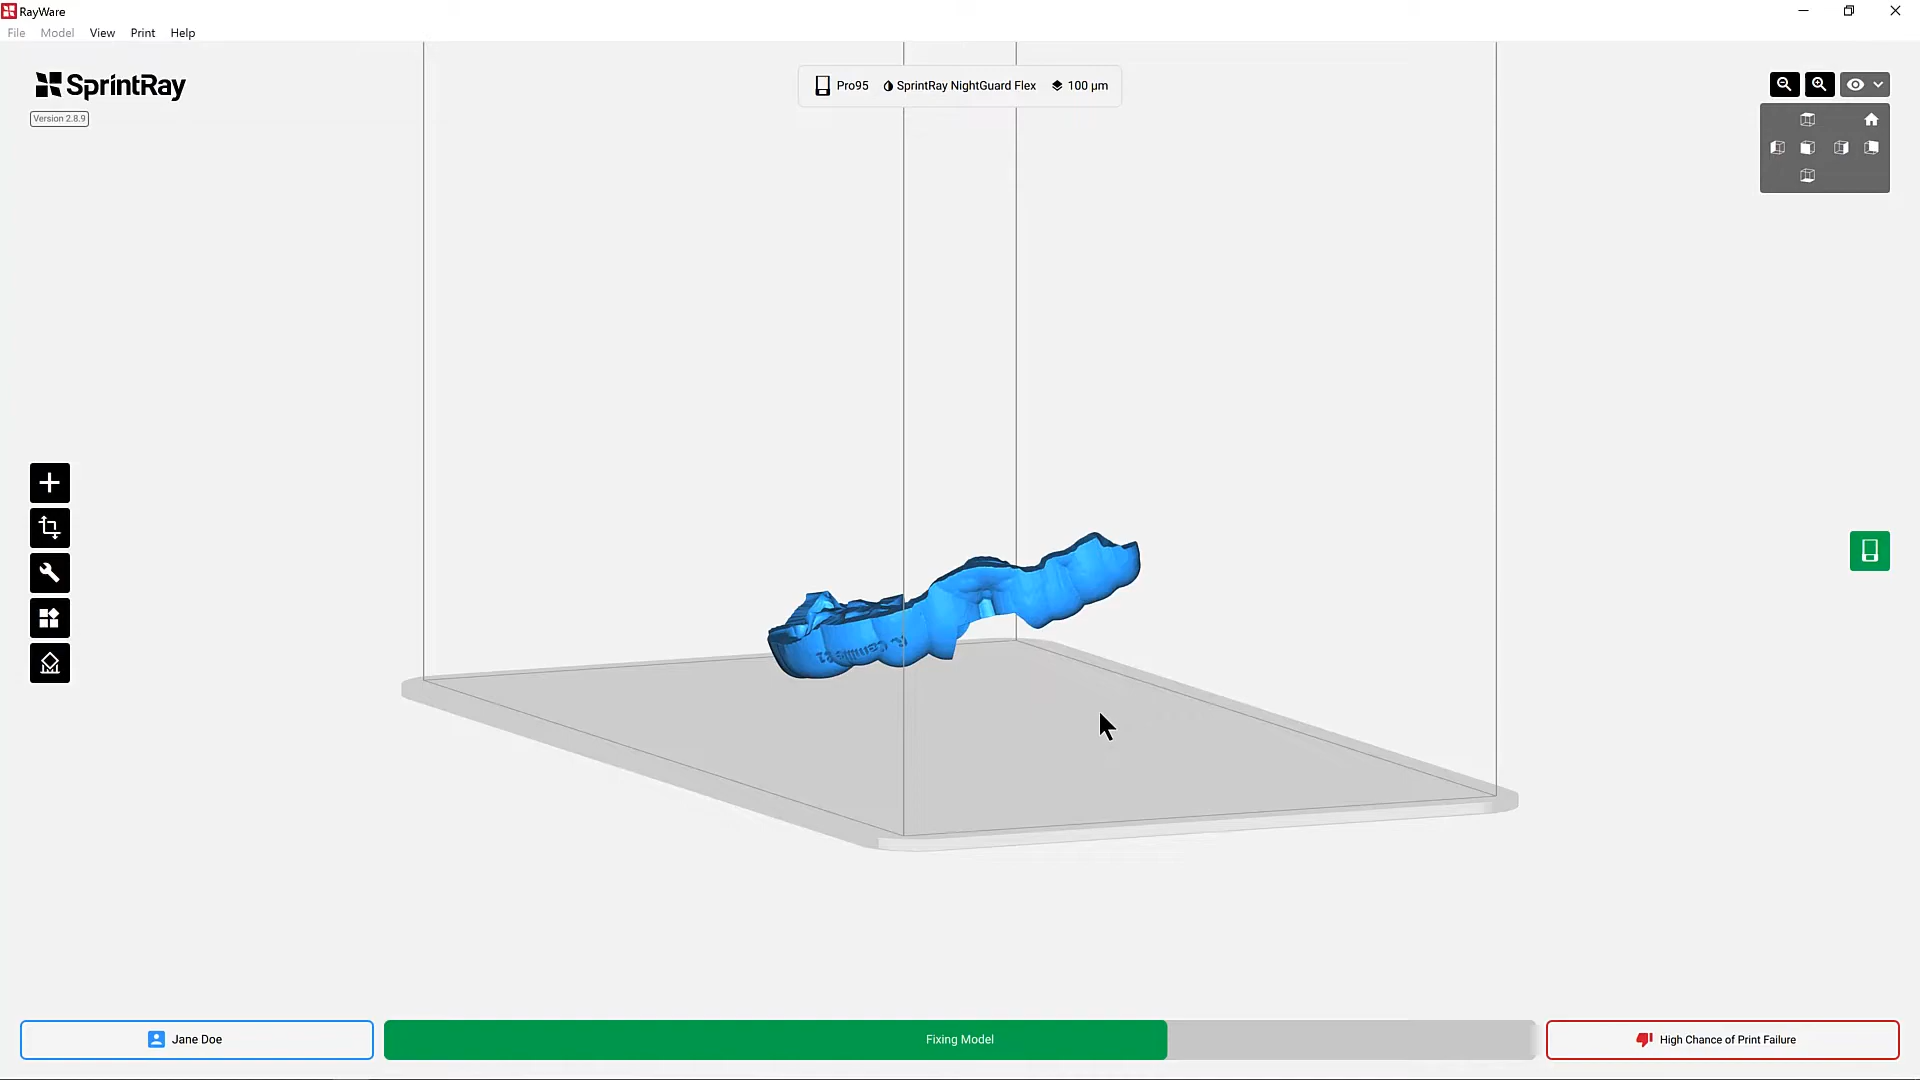 RayWare
File Model View Print Help
SprintRay
Version 2.8.9
Pro95 SprintRay NightGuard Flex 100 µm
Jane Doe
Fixing Model
High Chance of Print Failure